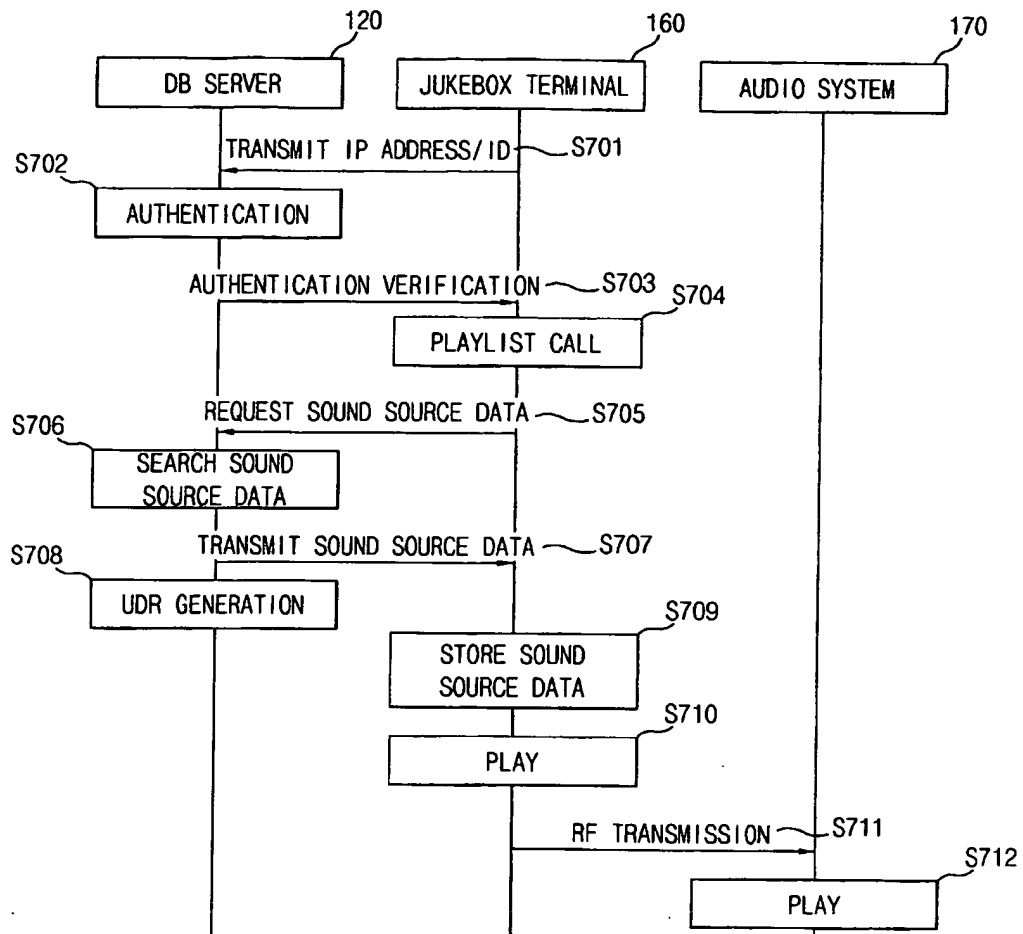 120
160
170
DB SERVER
JUKEBOX TERMINAL
AUDIO SYSTEM
TRANSMIT IP ADDRESS/ID
S701
S702
AUTHENTICATION
AUTHENTICATION VERIFICATION
S703
S704
PLAYLIST CALL
REQUEST SOUND SOURCE DATA
S705
S706
SEARCH SOUND
SOURCE DATA
TRANSMIT SOUND SOURCE DATA
S707
S708
UDR GENERATION
S709
STORE SOUND
SOURCE DATA
S710
PLAY
RF TRANSMISSION
S711
S712
PLAY